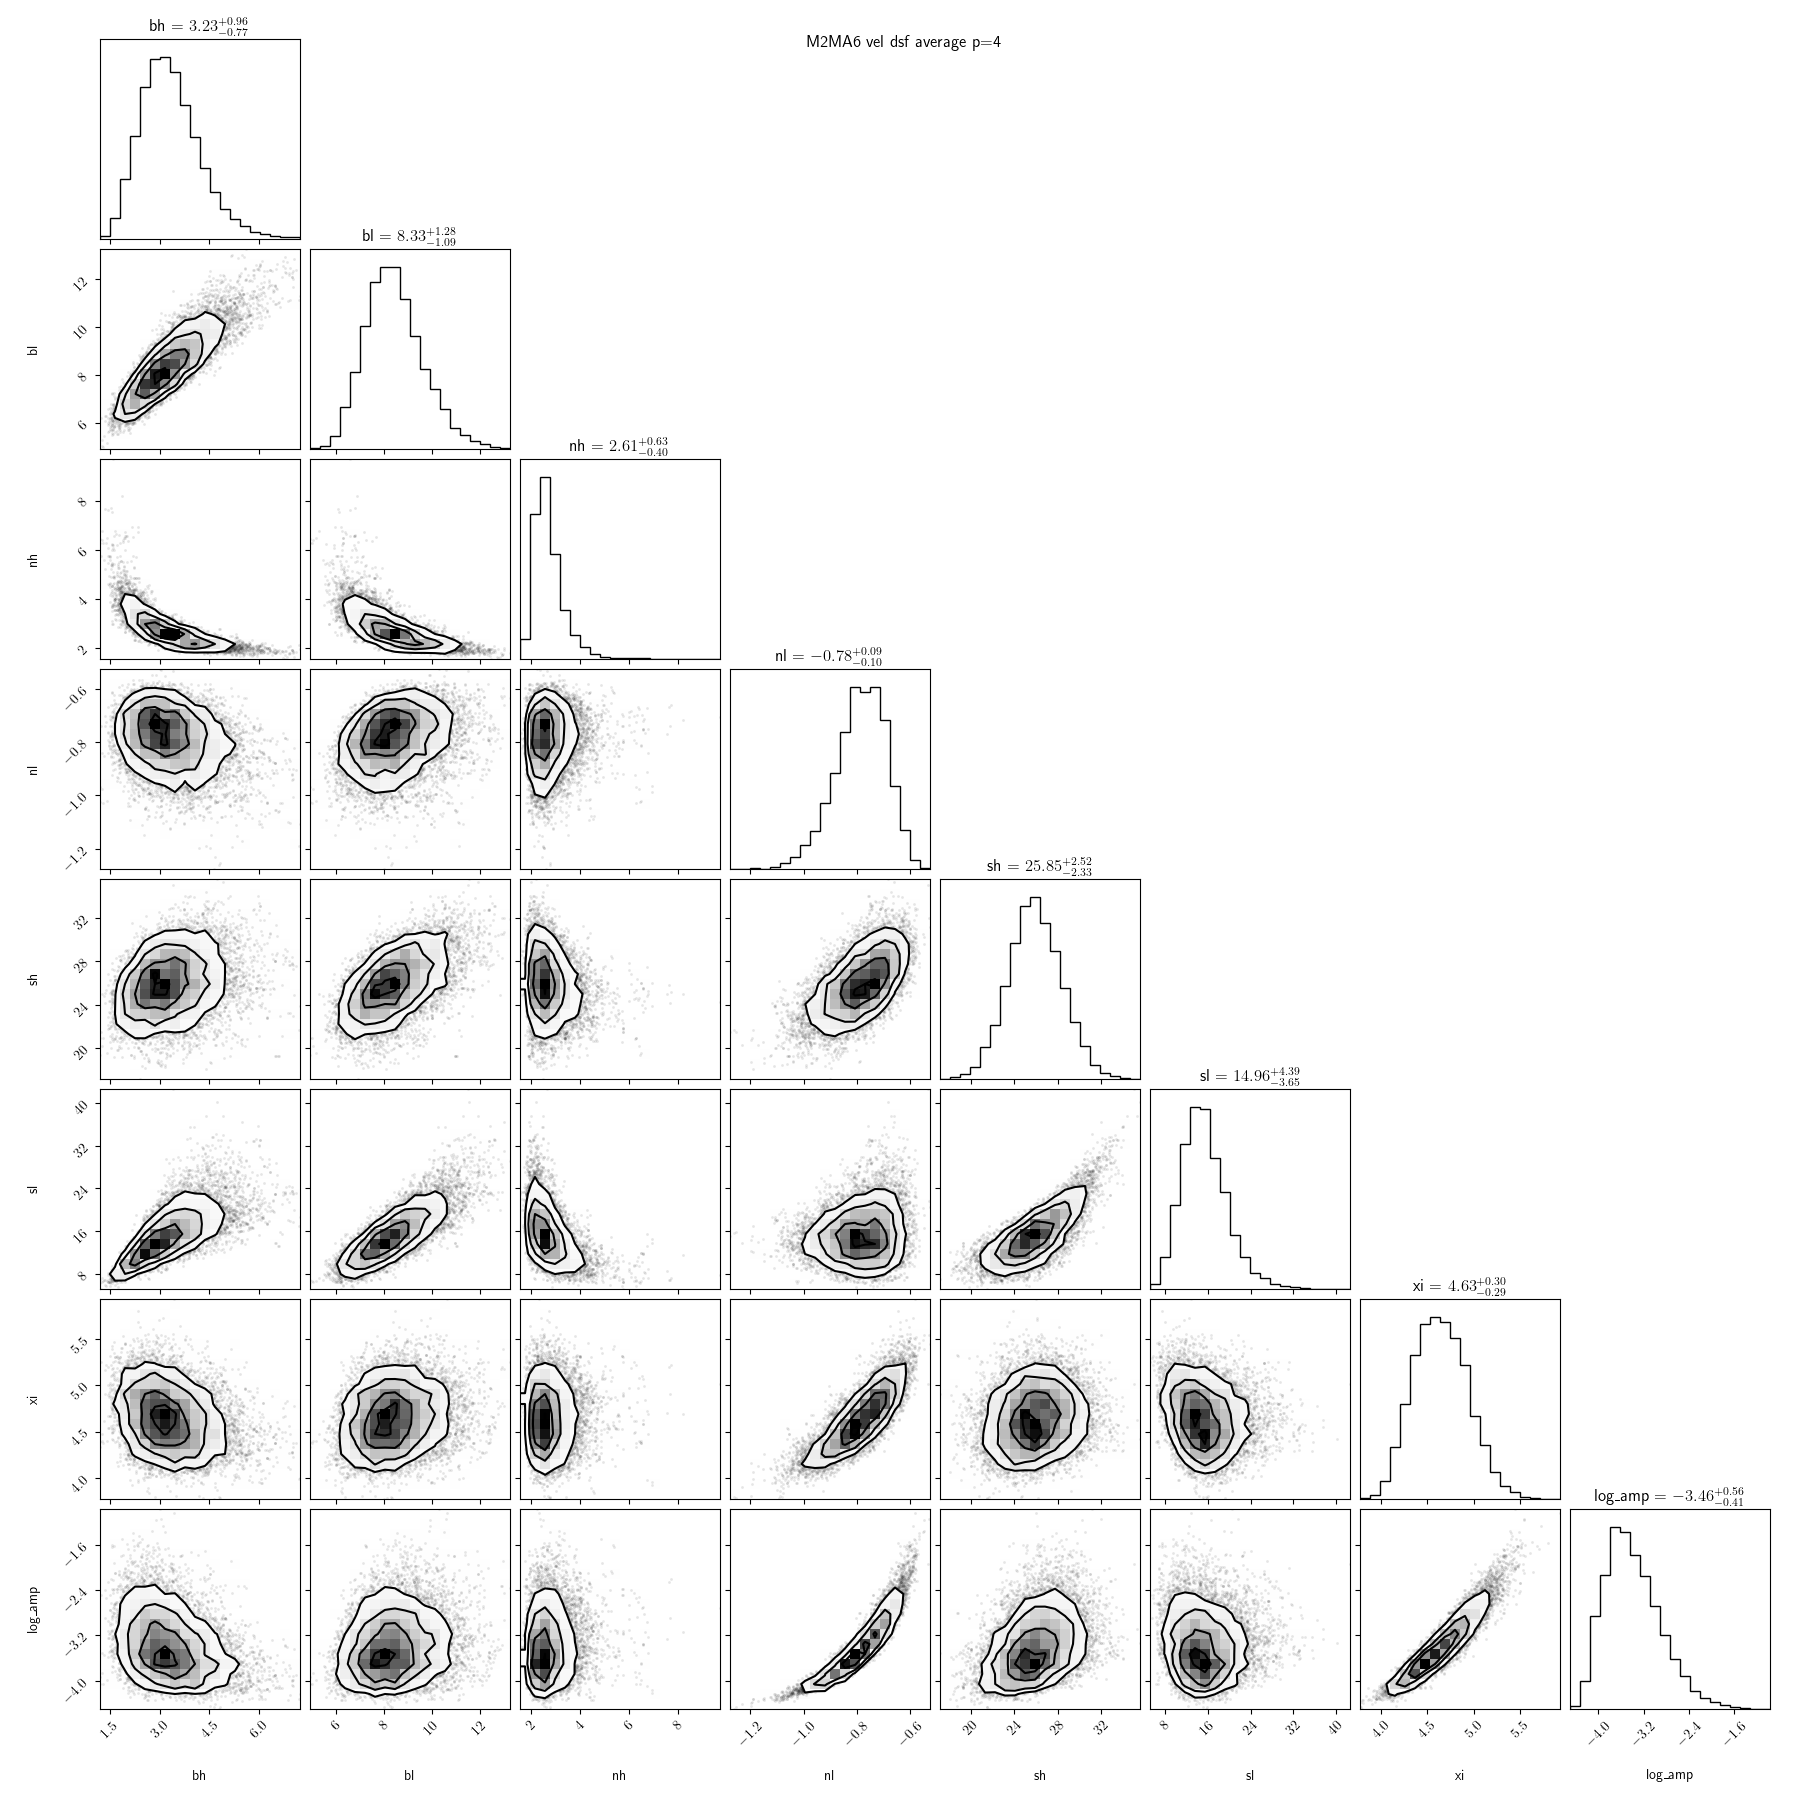 M2MA6 vel dsf average p=4
bh = 3.23 +0.96 −0.77
bl = 8.33 +1.28 −1.09
bl
12
10
8
6
nh = 2.61 +0.63 −0.40
nh
8
6
4
2
nl = −0.78 +0.09 −0.10
nl
−0.6
−0.8
−1.0
−1.2
sh = 25.85 +2.52 −2.33
sh
32
28
24
20
sl = 14.96 +4.39 −3.65
sl
40
32
24
16
8
xi = 4.63 +0.30 −0.29
xi
5.5
5.0
4.5
4.0
log_amp = −3.46 +0.56 −0.41
log_amp
−1.6
−2.4
−3.2
−4.0
1.5 3.0 4.5 6.0
6 8 10 12
2 4 6 8
−1.2 −1.0 −0.8 −0.6
20 24 28 32
8 16 24 32 40
4.0 4.5 5.0 5.5
−4.0 −3.2 −2.4 −1.6
bh bl nh nl sh sl xi log_amp